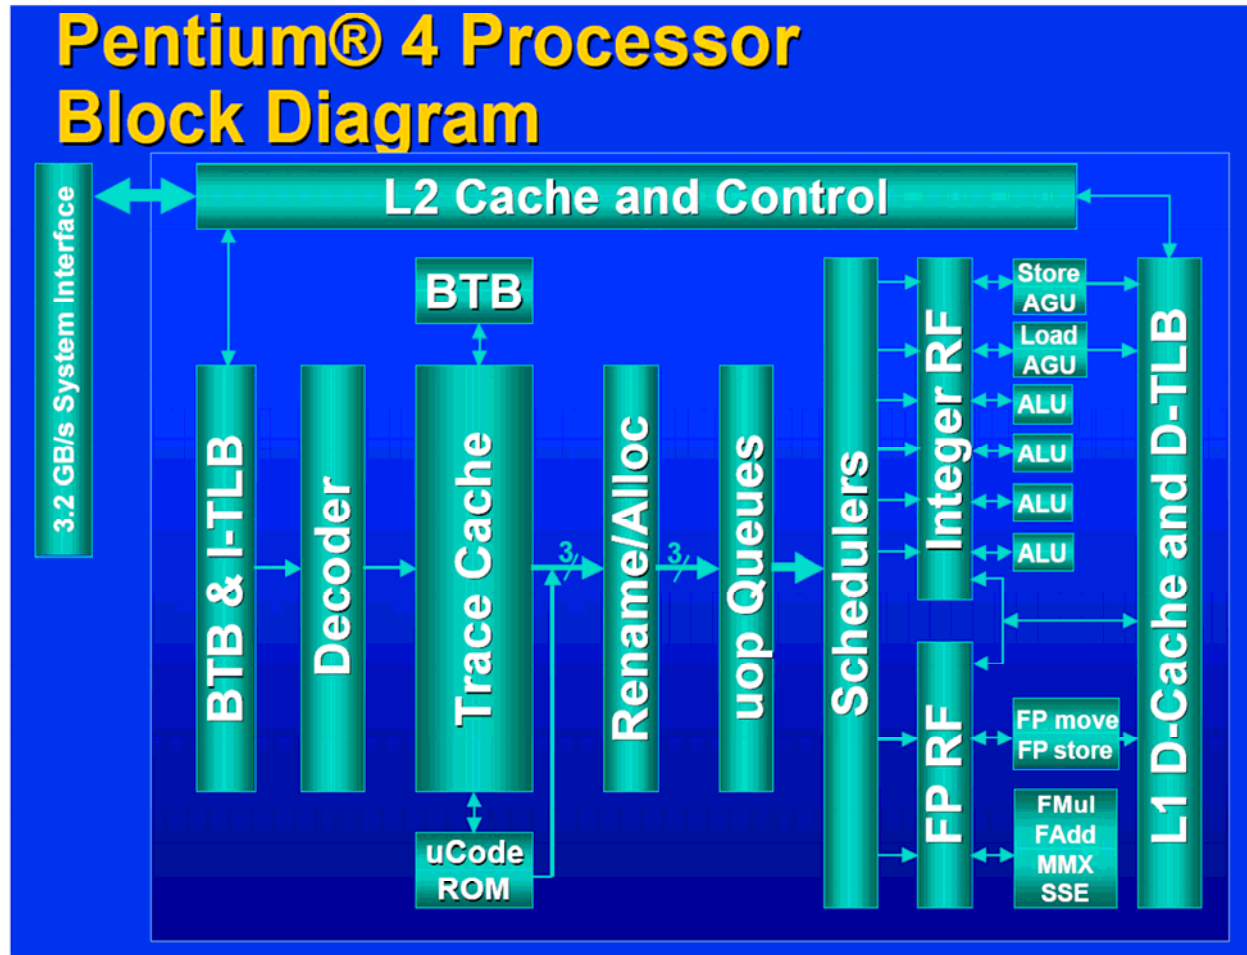 Pentium® 4 Processor
Block Diagram
3.2 GB/s System Interface
L2 Cache and Control
BTB
BTB & I-TLB
Decoder
Trace Cache
uCode
ROM
3
Rename/Alloc
3
uop Queues
Schedulers
Integer RF
FP RF
Store
AGU
Load
AGU
ALU
ALU
ALU
ALU
FP move
FP store
FMul
FAdd
MMX
SSE
L1 D-Cache and D-TLB